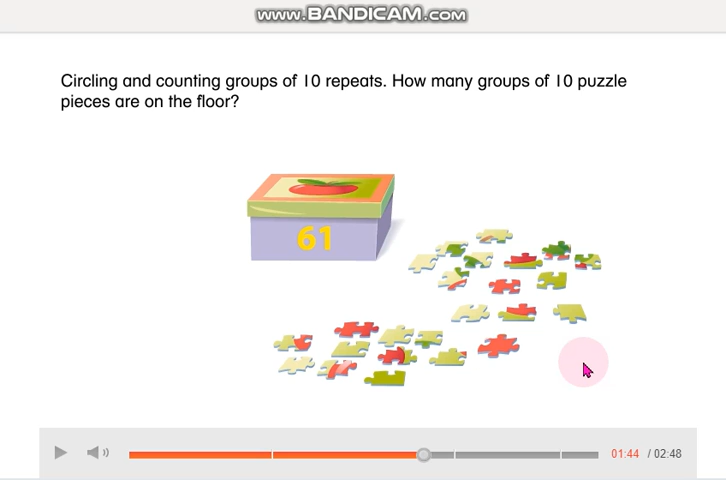 www.BANDICAM.com
Circling and counting groups of 10 repeats. How many groups of 10 puzzle
pieces are on the floor?
61
01:44 / 02:48